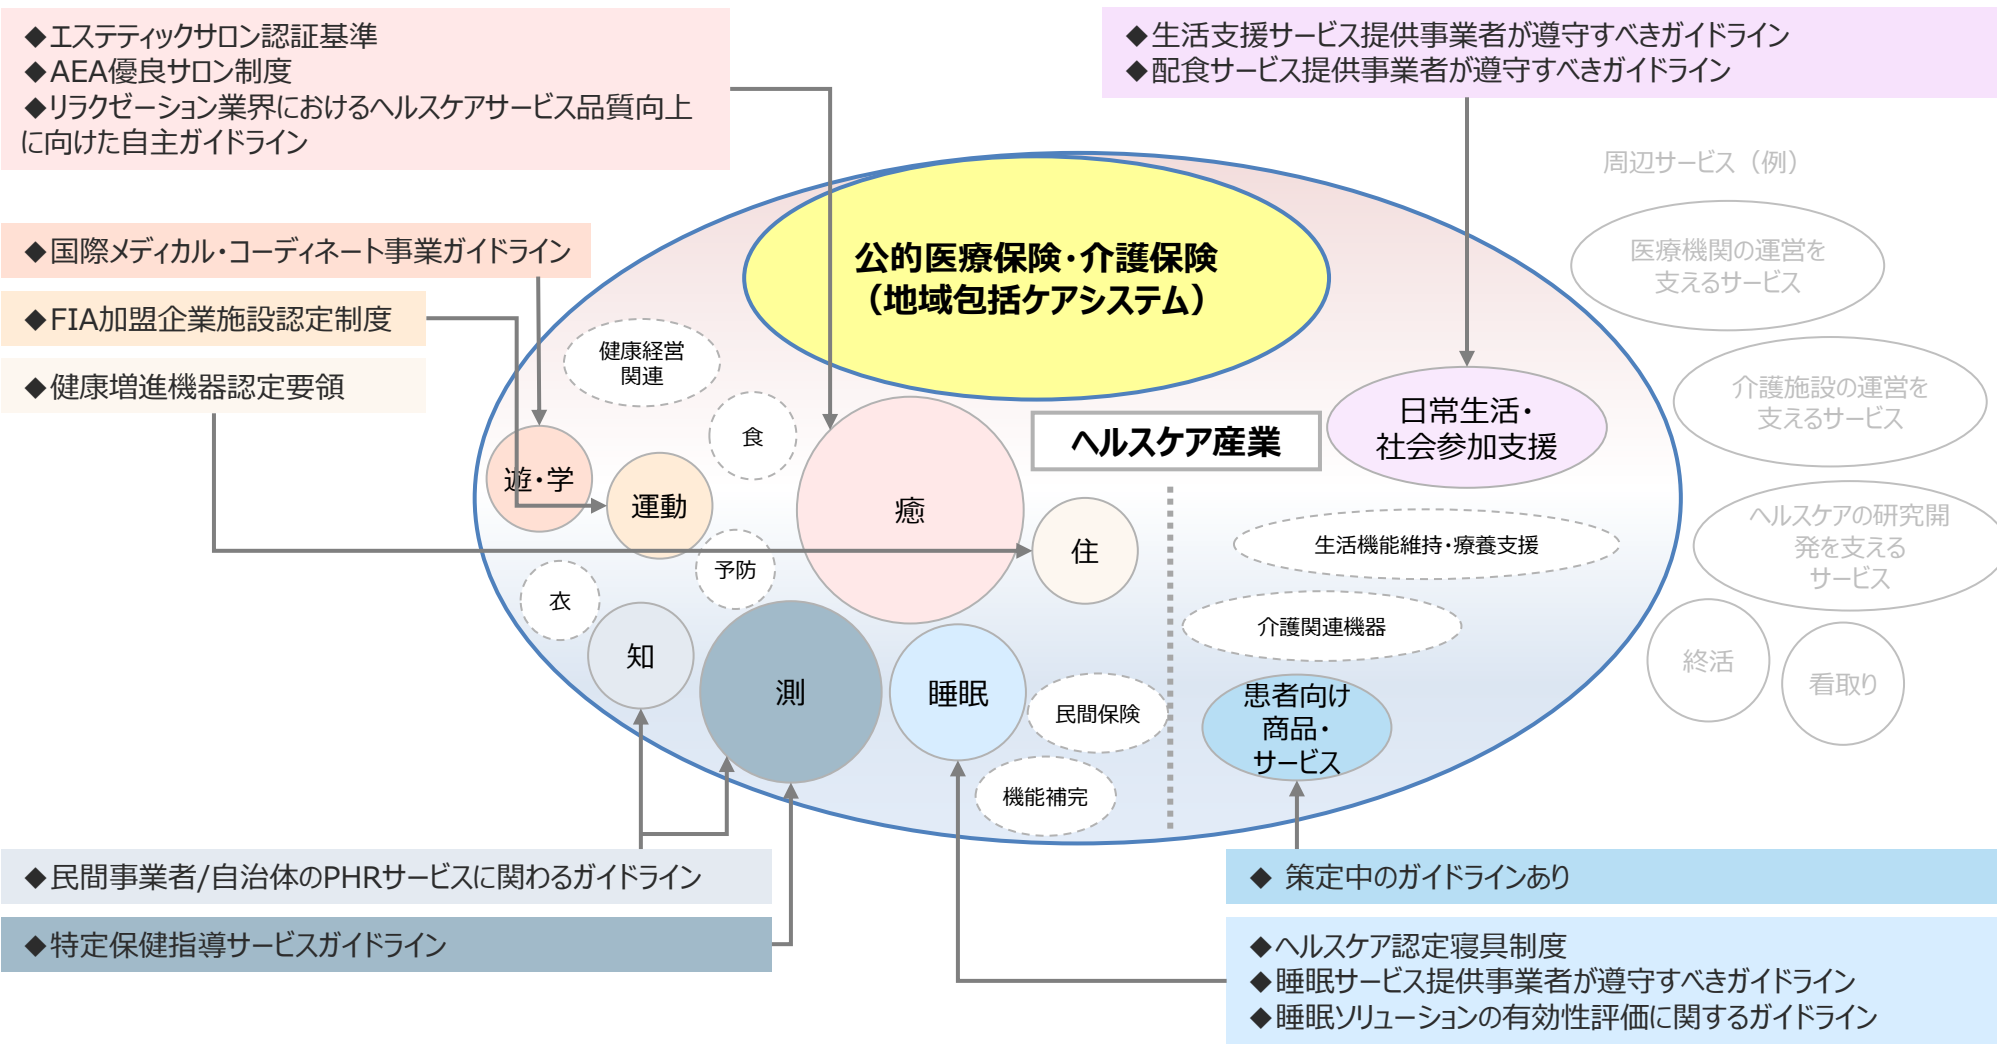 ◆エステティックサロン認証基準
◆AEA優良サロン制度
◆リラクゼーション業界におけるヘルスケアサービス品質向上
に向けた自主ガイドライン
◆生活支援サービス提供事業者が遵守すべきガイドライン
◆配食サービス提供事業者が遵守すべきガイドライン
周辺サービス（例）
◆国際メディカル・コーディネート事業ガイドライン
◆FIA加盟企業施設認定制度
◆健康増進機器認定要領
公的医療保険・介護保険
（地域包括ケアシステム）
医療機関の運営を
支えるサービス
健康経営
関連
食
ヘルスケア産業
日常生活・
社会参加支援
介護施設の運営を
支えるサービス
遊・学
運動
癒
住
生活機能維持・療養支援
ヘルスケアの研究開
発を支える
サービス
衣
予防
知
測
睡眠
介護関連機器
民間保険
機能補完
患者向け
商品・
サービス
終活
看取り
◆民間事業者/自治体のPHRサービスに関わるガイドライン
◆特定保健指導サービスガイドライン
◆ 策定中のガイドラインあり
◆ヘルスケア認定寝具制度
◆睡眠サービス提供事業者が遵守すべきガイドライン
◆睡眠ソリューションの有効性評価に関するガイドライン